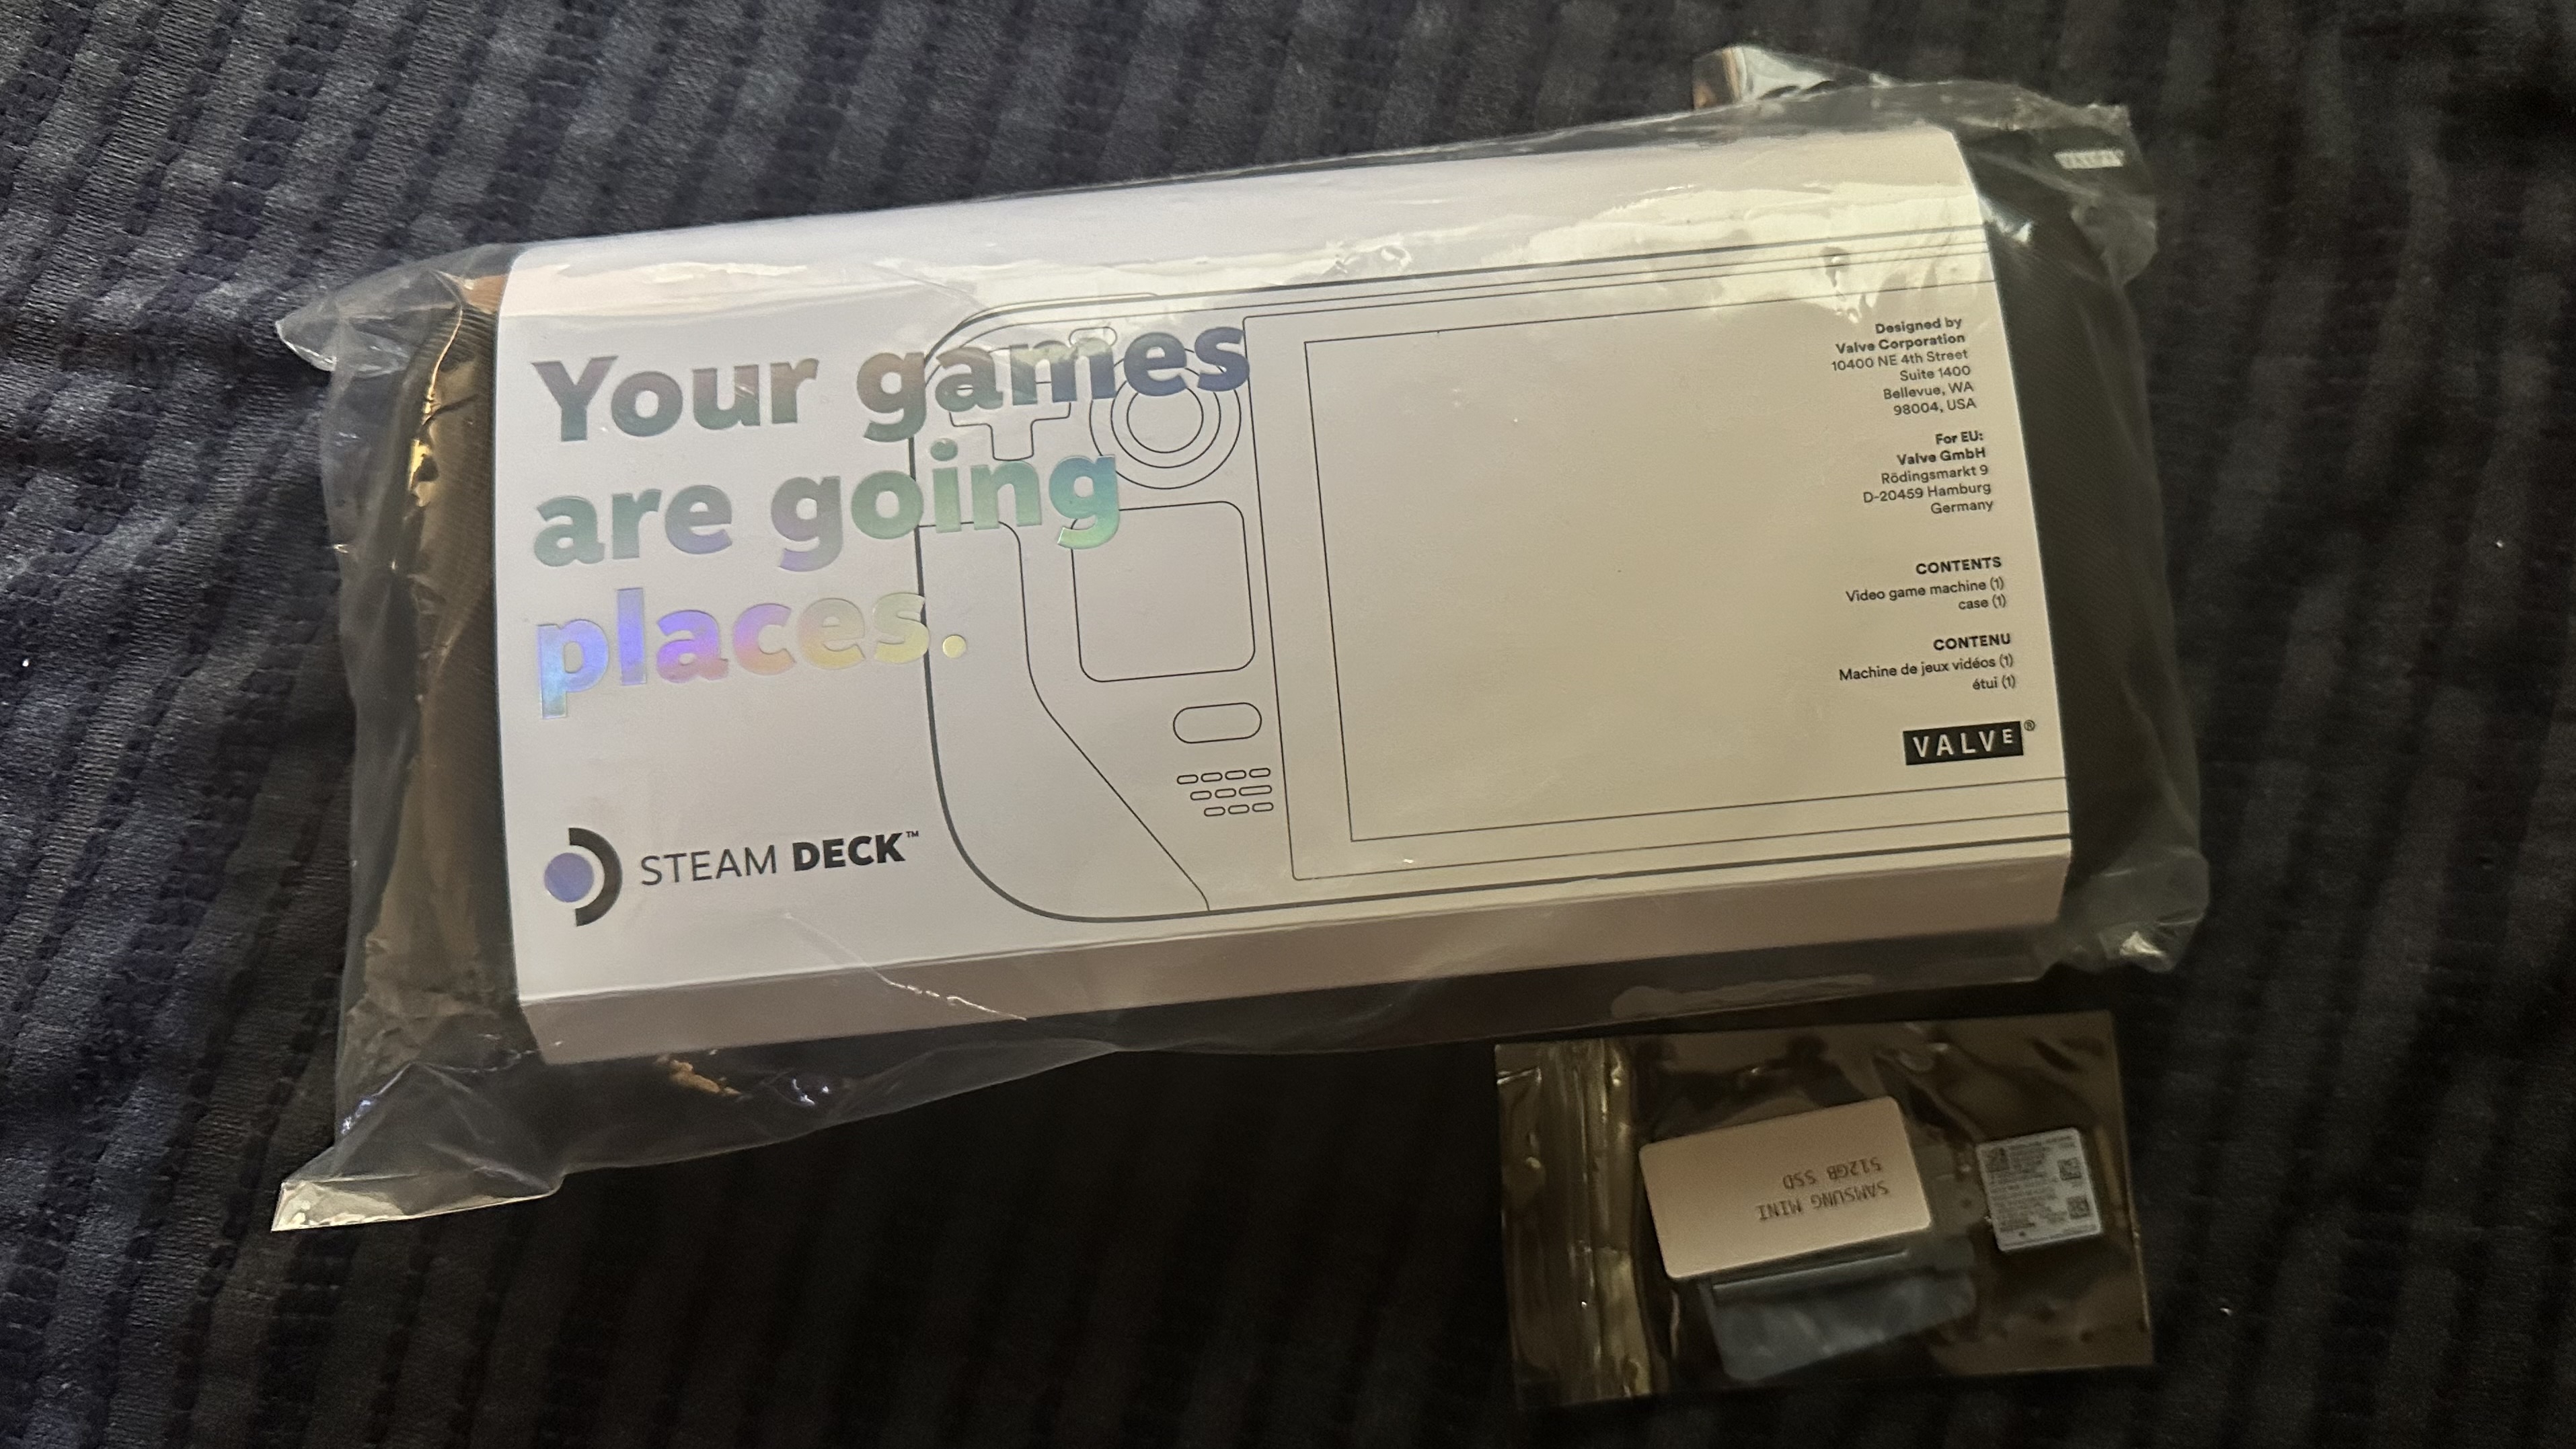 Your games
are going
places.
STEAM DECK™
Designed by
Valve Corporation
10400 NE 4th Street
Suite 1400
Bellevue, WA
98004, USA
For EU:
Valve GmbH
Rödingsmarkt 9
D-20459 Hamburg
Germany
CONTENTS
Video game machine (1)
case (1)
CONTENU
Machine de jeux vidéos (1)
étui (1)
VALVE®
SAMSUNG MINI
512GB SSD